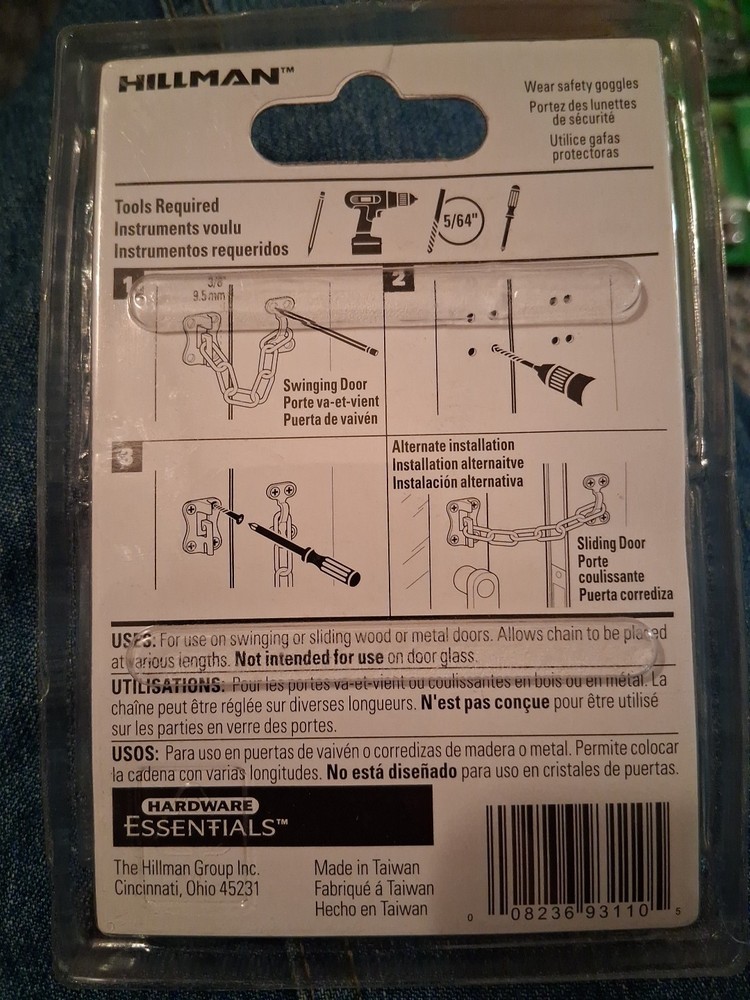 HILLMAN™
Wear safety goggles
Portez des lunettes
de sécurité
Utilice gafas
protectoras
Tools Required
Instruments voulu
Instrumentos requeridos
5/64"
1
3/8"
9.5mm
Swinging Door
Porte va-et-vient
Puerta de vaivén
2
3
Alternate installation
Installation alternaitve
Instalación alternativa
Sliding Door
Porte
coulissante
Puerta corrediza
USES: For use on swinging or sliding wood or metal doors. Allows chain to be placed
at various lengths. Not intended for use on door glass.
UTILISATIONS: Pour les portes va-et-vient ou coulissantes en bois ou en métal. La
chaîne peut être réglée sur diverses longueurs. N'est pas conçue pour être utilisé
sur les parties en verre des portes.
USOS: Para uso en puertas de vaivén o corredizas de madera o metal. Permite colocar
la cadena con varias longitudes. No está diseñado para uso en cristales de puertas.
HARDWARE
ESSENTIALS™
The Hillman Group Inc.
Cincinnati, Ohio 45231
Made in Taiwan
Fabriqué á Taiwan
Hecho en Taiwan
0 08236 93110 5